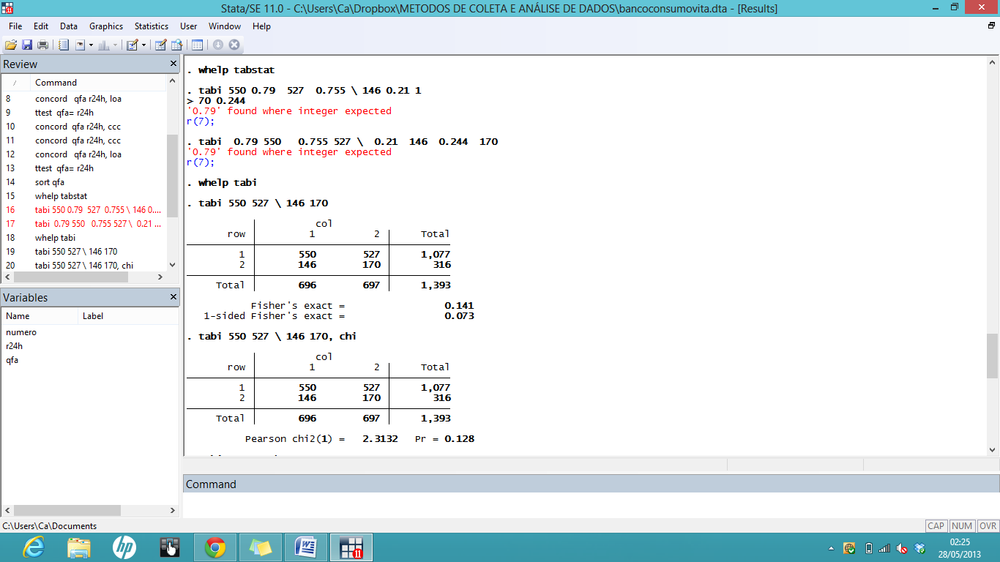 Stata/SE 11.0 - C:\Users\Ca\Dropbox\METODOS DE COLETA E ANÁLISE DE DADOS\bancoconsumovita.dta - [Results]
File Edit Data Graphics Statistics User Window Help
Review
Command
8 concord qfa r24h, loa
9 ttest qfa= r24h
10 concord qfa r24h, ccc
11 concord qfa r24h, ccc
12 concord qfa r24h, loa
13 ttest qfa= r24h
14 sort qfa
15 whelp tabstat
16 tabi 550 0.79 527 0.755 \ 146 0....
17 tabi 0.79 550 0.755 527 \ 0.21 ...
18 whelp tabi
19 tabi 550 527 \ 146 170
20 tabi 550 527 \ 146 170, chi
Variables
Name Label
numero
r24h
qfa
. whelp tabstat
. tabi 550 0.79 527 0.755 \ 146 0.21 1
> 70 0.244
'0.79' found where integer expected
r(7);
. tabi 0.79 550 0.755 527 \ 0.21 146 0.244 170
'0.79' found where integer expected
r(7);
. whelp tabi
. tabi 550 527 \ 146 170
col
row 1 2 Total
1 550 527 1,077
2 146 170 316
Total 696 697 1,393
Fisher's exact = 0.141
1-sided Fisher's exact = 0.073
. tabi 550 527 \ 146 170, chi
col
row 1 2 Total
1 550 527 1,077
2 146 170 316
Total 696 697 1,393
Pearson chi2(1) = 2.3132 Pr = 0.128
Command
C:\Users\Ca\Documents
CAP NUM OVR
hp
11
02:25
28/05/2013